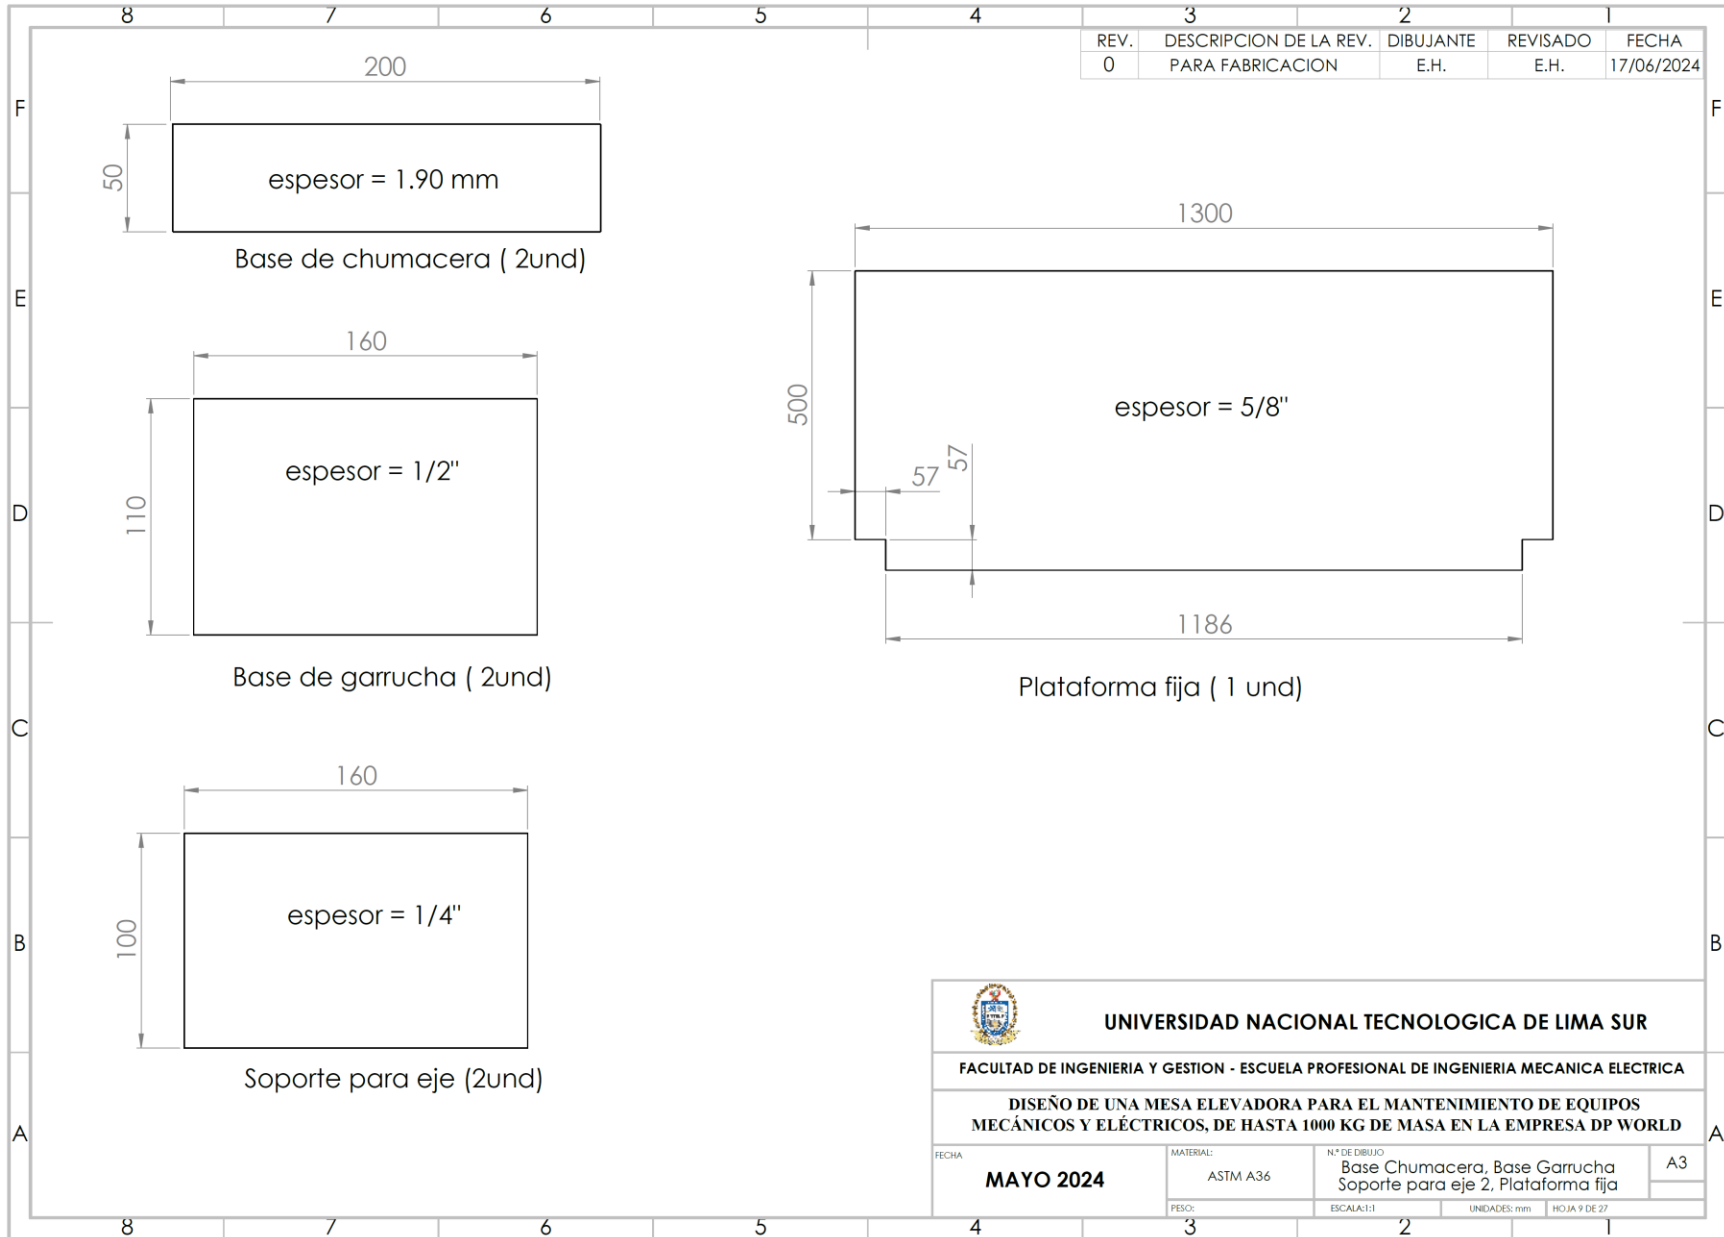 8 7 6 5 4 3 2 1
REV. DESCRIPCION DE LA REV. DIBUJANTE REVISADO FECHA
0 PARA FABRICACION E.H. E.H. 17/06/2024
F F
200
50
espesor = 1.90 mm
Base de chumacera ( 2und)
E E
160
110
espesor = 1/2"
Base de garrucha ( 2und)
1300
500
espesor = 5/8"
57
57
1186
Plataforma fija ( 1 und)
D D
C C
160
100
espesor = 1/4"
Soporte para eje (2und)
B B
A A
UNIVERSIDAD NACIONAL TECNOLOGICA DE LIMA SUR
FACULTAD DE INGENIERIA Y GESTION - ESCUELA PROFESIONAL DE INGENIERIA MECANICA ELECTRICA
DISEÑO DE UNA MESA ELEVADORA PARA EL MANTENIMIENTO DE EQUIPOS
MECÁNICOS Y ELÉCTRICOS, DE HASTA 1000 KG DE MASA EN LA EMPRESA DP WORLD
FECHA
MAYO 2024
MATERIAL:
ASTM A36
N.º DE DIBUJO
Base Chumacera, Base Garrucha
Soporte para eje 2, Plataforma fija
A3
PESO:
ESCALA:1:1
UNIDADES: mm
HOJA 9 DE 27
8 7 6 5 4 3 2 1